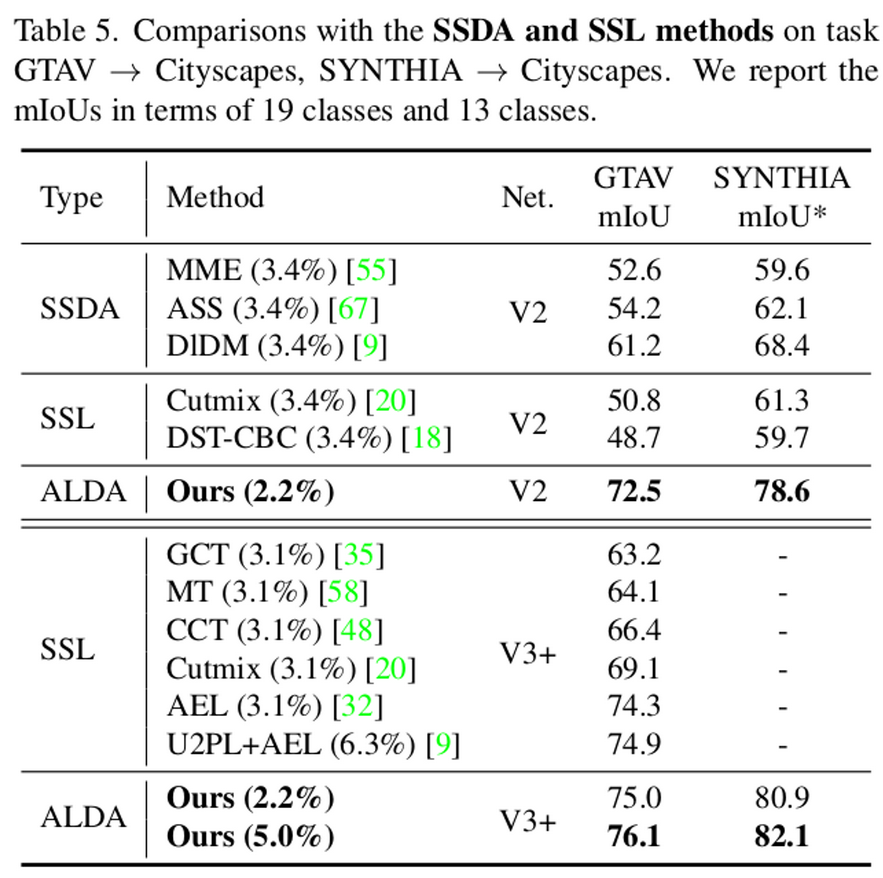 Table 5. Comparisons with the SSDA and SSL methods on task
GTAV → Cityscapes, SYNTHIA → Cityscapes. We report the
mIoUs in terms of 19 classes and 13 classes.
Type Method Net. GTAV mIoU SYNTHIA mIoU*
SSDA V2
MME (3.4%) [55] 52.6 59.6
ASS (3.4%) [67] 54.2 62.1
DlDM (3.4%) [9] 61.2 68.4
SSL V2
Cutmix (3.4%) [20] 50.8 61.3
DST-CBC (3.4%) [18] 48.7 59.7
ALDA Ours (2.2%) V2 72.5 78.6
SSL V3+
GCT (3.1%) [35] 63.2 -
MT (3.1%) [58] 64.1 -
CCT (3.1%) [48] 66.4 -
Cutmix (3.1%) [20] 69.1 -
AEL (3.1%) [32] 74.3 -
U2PL+AEL (6.3%) [9] 74.9 -
ALDA V3+
Ours (2.2%) 75.0 80.9
Ours (5.0%) 76.1 82.1